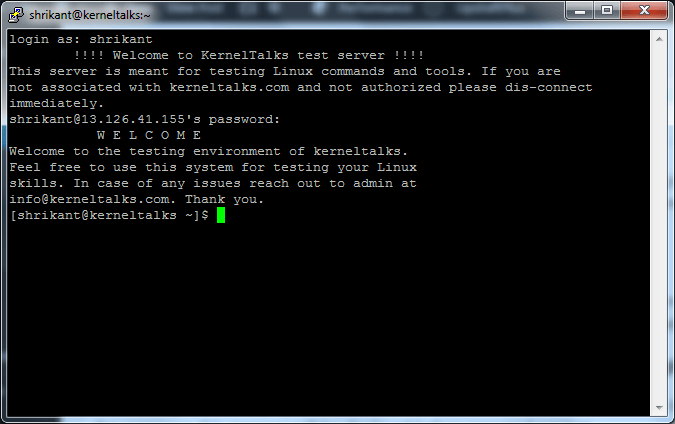 shrikant@kerneltalks:~
login as: shrikant
!!!! Welcome to KernelTalks test server !!!!
This server is meant for testing Linux commands and tools. If you are
not associated with kerneltalks.com and not authorized please dis-connect
immediately.
shrikant@13.126.41.155's password:
W E L C O M E
Welcome to the testing environment of kerneltalks.
Feel free to use this system for testing your Linux
skills. In case of any issues reach out to admin at
info@kerneltalks.com. Thank you.
[shrikant@kerneltalks ~]$